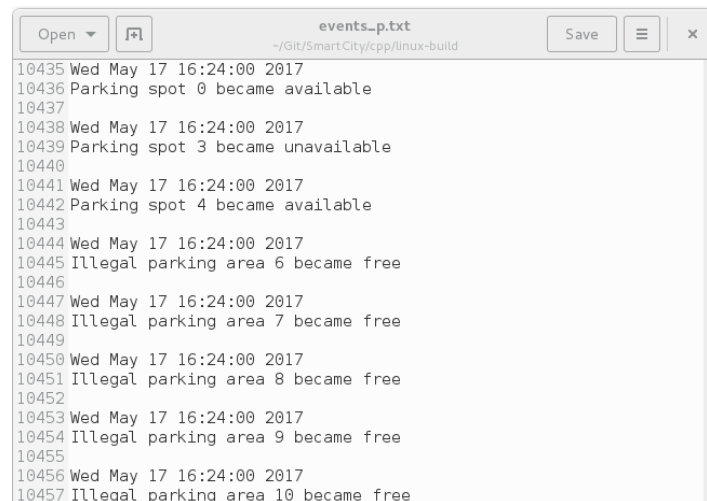 Open
events_p.txt
~/Git/SmartCity/cpp/linux-build
Save
10435 Wed May 17 16:24:00 2017
10436 Parking spot 0 became available
10437
10438 Wed May 17 16:24:00 2017
10439 Parking spot 3 became unavailable
10440
10441 Wed May 17 16:24:00 2017
10442 Parking spot 4 became available
10443
10444 Wed May 17 16:24:00 2017
10445 Illegal parking area 6 became free
10446
10447 Wed May 17 16:24:00 2017
10448 Illegal parking area 7 became free
10449
10450 Wed May 17 16:24:00 2017
10451 Illegal parking area 8 became free
10452
10453 Wed May 17 16:24:00 2017
10454 Illegal parking area 9 became free
10455
10456 Wed May 17 16:24:00 2017
10457 Illegal parking area 10 became free